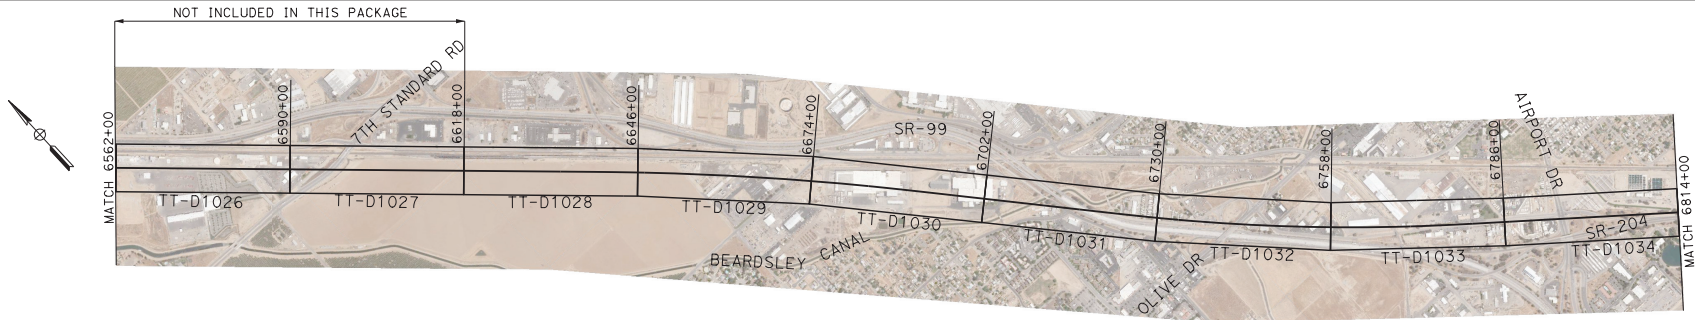 NOT INCLUDED IN THIS PACKAGE
MATCH 6562+00
6590+00
7TH STANDARD RD
6618+00
6646+00
6674+00
SR-99
6702+00
6730+00
6758+00
6786+00
AIRPORT DR
MATCH 6814+00
TT-D1026
TT-D1027
TT-D1028
TT-D1029
TT-D1030
TT-D1031
TT-D1032
TT-D1033
TT-D1034
SR-204
BEARDSLEY CANAL
OLIVE DR